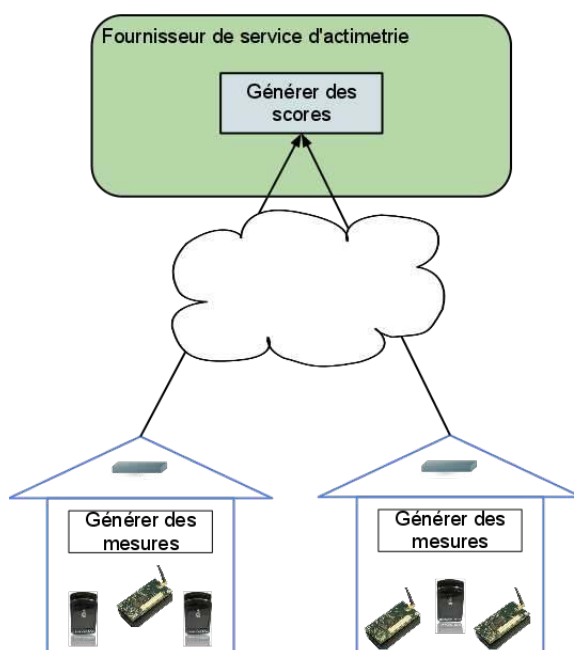 Fournisseur de service d'actimetrie
Générer des
scores
Générer des
mesures
Générer des
mesures